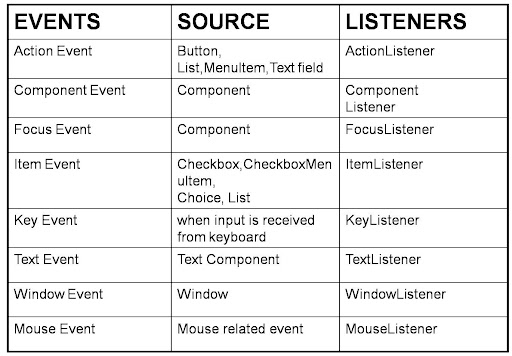 EVENTS SOURCE LISTENERS
Action Event Button, ActionListener
List,MenuItem,Text field
Component Event Component Component
Listener
Focus Event Component FocusListener
Item Event Checkbox,CheckboxMen ItemListener
uItem,
Choice, List
Key Event when input is received KeyListener
from keyboard
Text Event Text Component TextListener
Window Event Window WindowListener
Mouse Event Mouse related event MouseListener